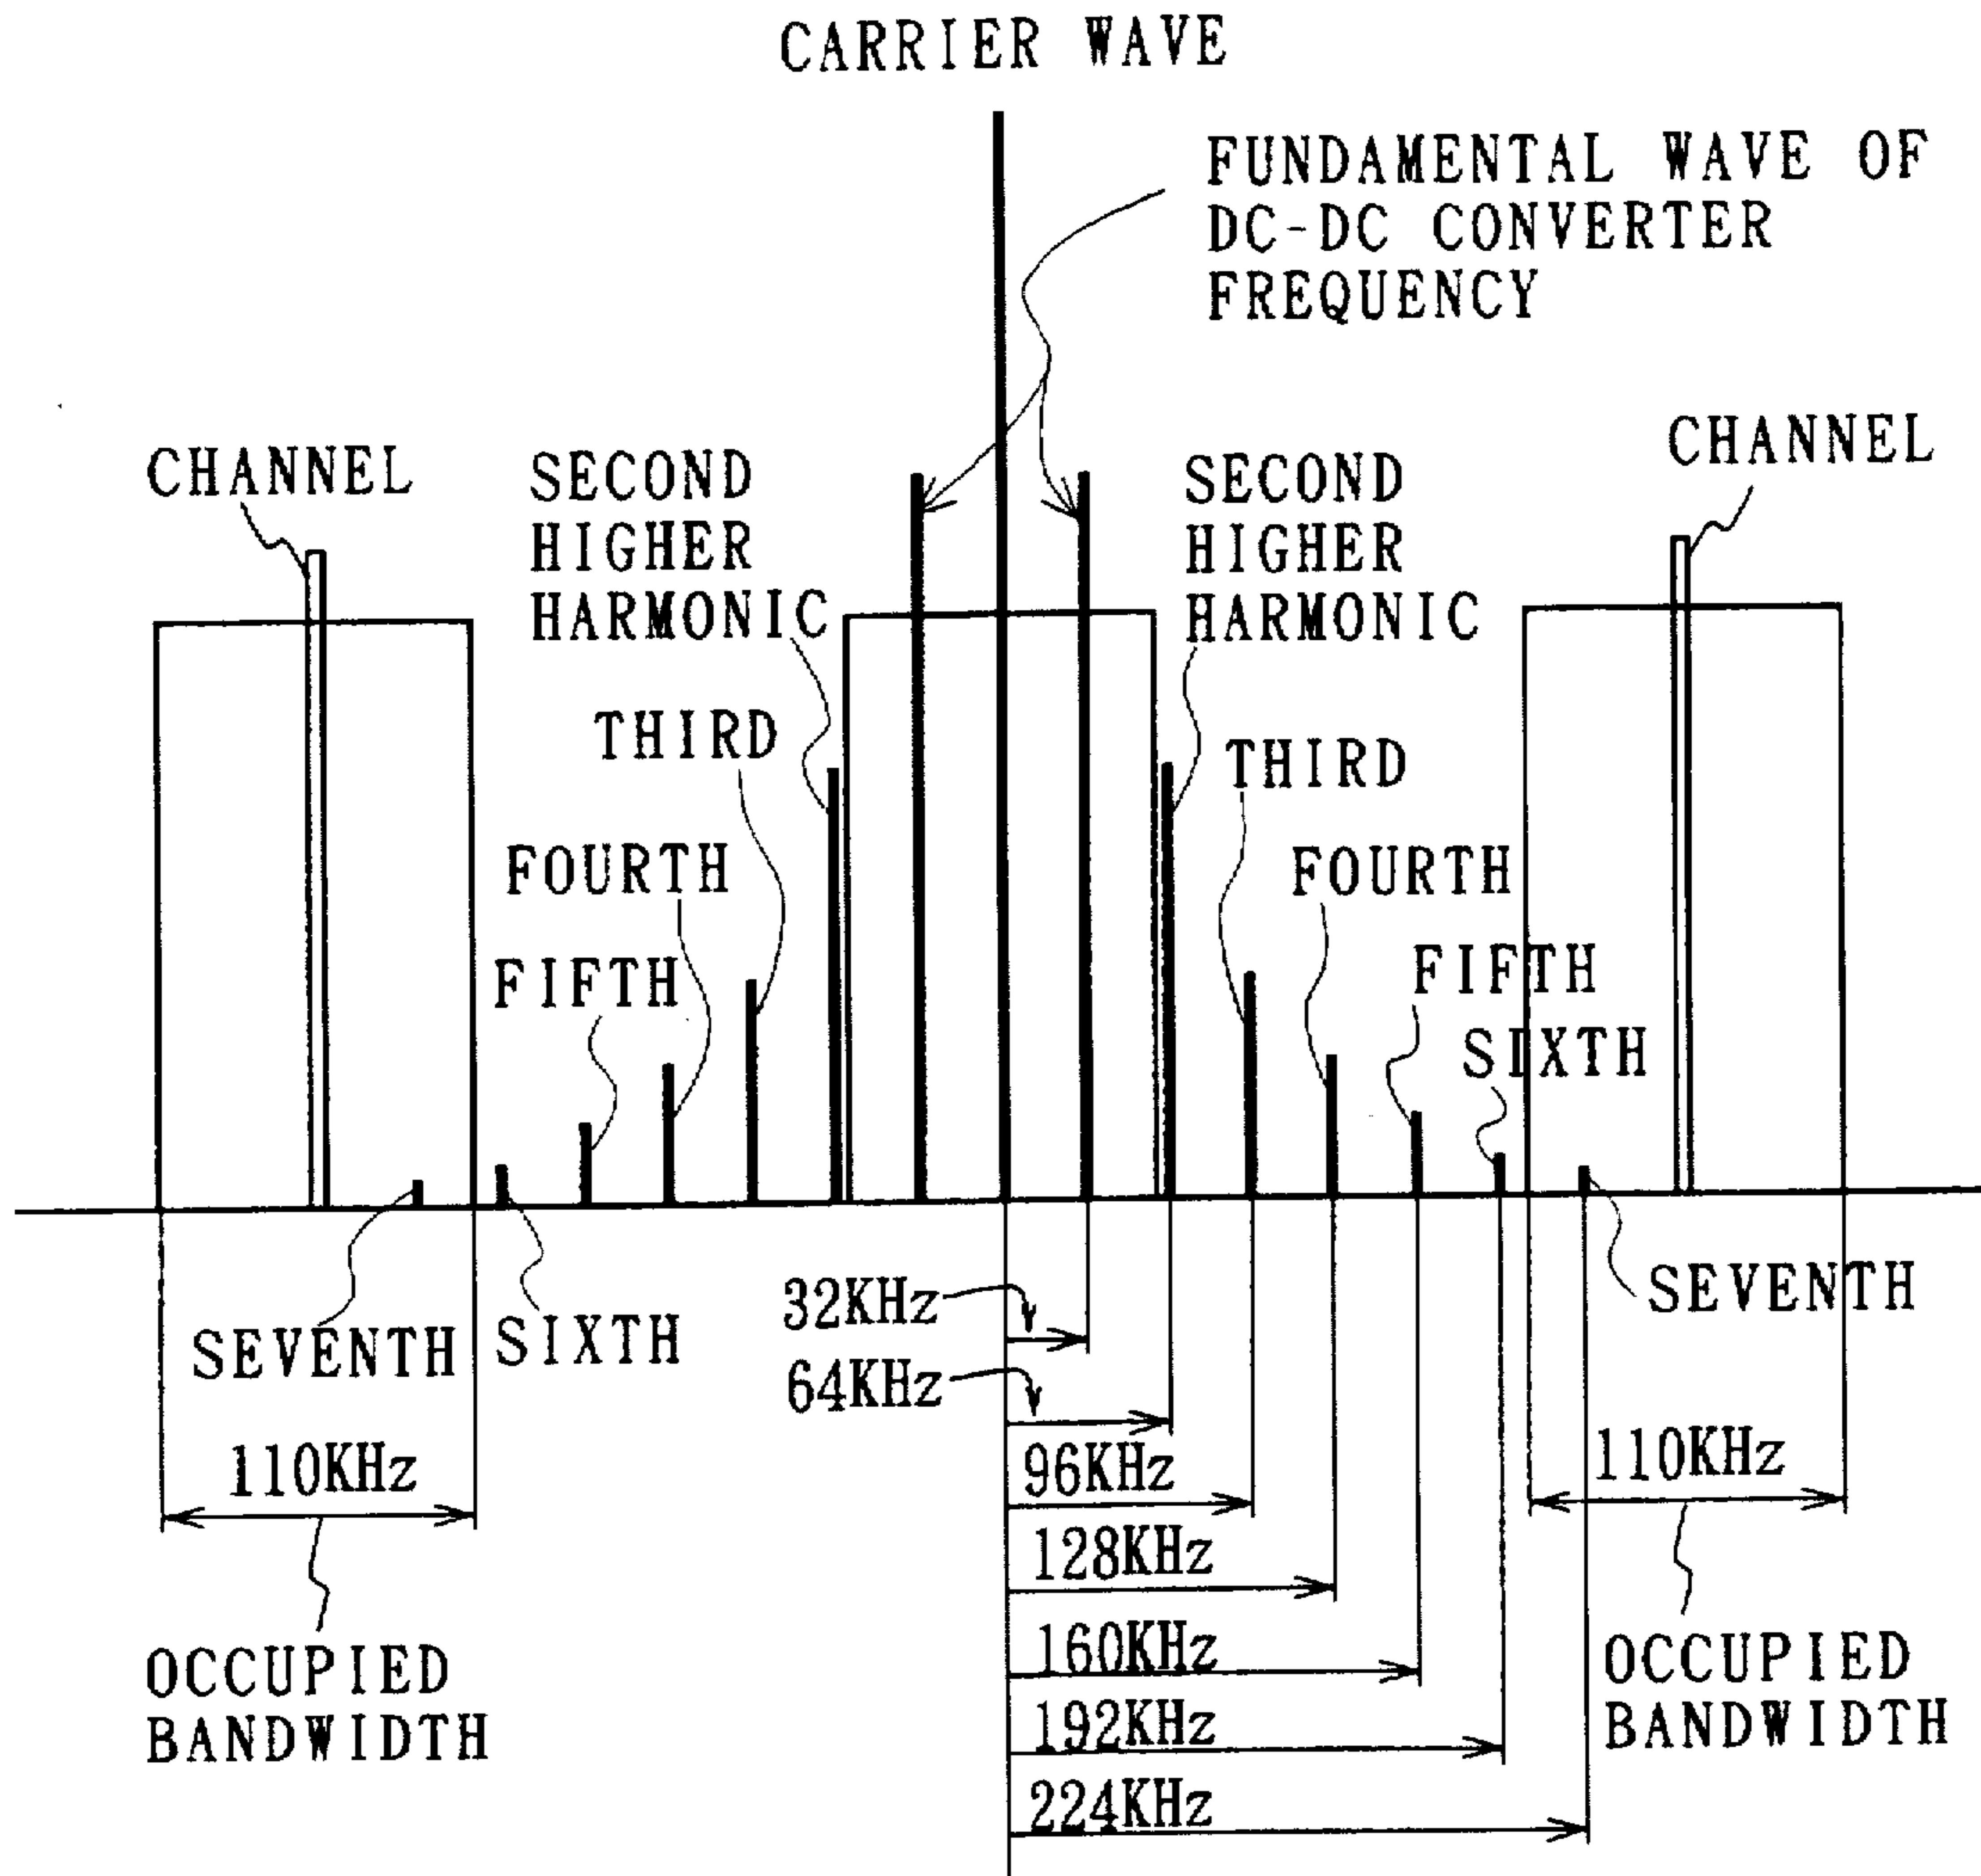 CARRIER WAVE
FUNDAMENTAL WAVE OF
DC-DC CONVERTER
FREQUENCY
CHANNEL
SECOND
HIGHER
HARMONIC
SECOND
HIGHER
HARMONIC
CHANNEL
THIRD
THIRD
FOURTH
FOURTH
FIFTH
FIFTH
SIXTH
SEVENTH
SIXTH
32KHz
SEVENTH
64KHz
110KHz
96KHz
110KHz
128KHz
160KHz
192KHz
224KHz
OCCUPIED
BANDWIDTH
OCCUPIED
BANDWIDTH